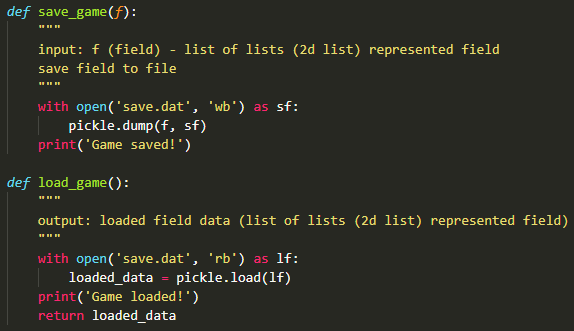 def save_game(f):
    """
    input: f (field) - list of lists (2d list) represented field
    save field to file
    """
    with open('save.dat', 'wb') as sf:
        pickle.dump(f, sf)
    print('Game saved!')

def load_game():
    """
    output: loaded field data (list of lists (2d list) represented field)
    """
    with open('save.dat', 'rb') as lf:
        loaded_data = pickle.load(lf)
    print('Game loaded!')
    return loaded_data